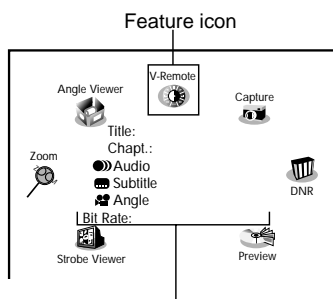 Feature icon
V-Remote
Angle Viewer
Capture
Title:
Chapt.:
Zoom
Audio
Subtitle
DNR
Angle
Bit Rate:
Strobe Viewer
Preview